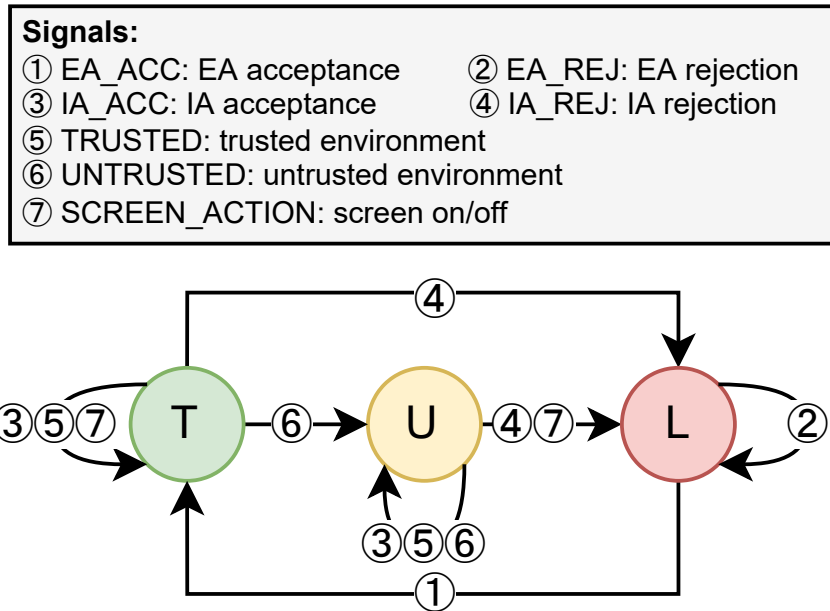 Signals:
① EA_ACC: EA acceptance ② EA_REJ: EA rejection
③ IA_ACC: IA acceptance ④ IA_REJ: IA rejection
⑤ TRUSTED: trusted environment
⑥ UNTRUSTED: untrusted environment
⑦ SCREEN_ACTION: screen on/off
④
③⑤⑦ T ⑥ U ④⑦ L ②
③⑤⑥
①